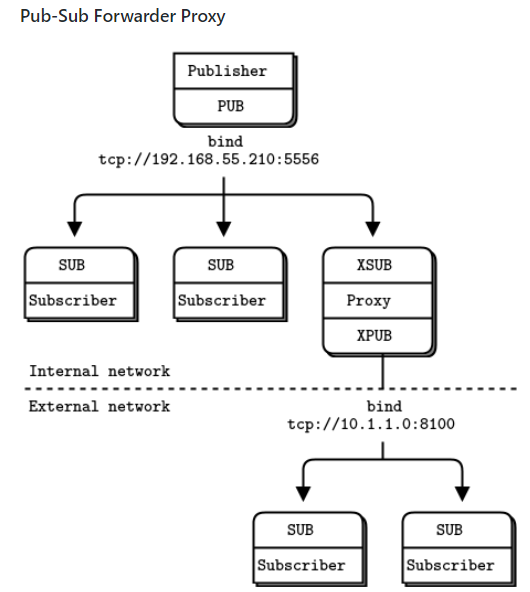 Pub-Sub Forwarder Proxy
Publisher
PUB
bind
tcp://192.168.55.210:5556
SUB SUB XSUB
Subscriber Subscriber Proxy
XPUB
Internal network
External network bind
tcp://10.1.1.0:8100
SUB SUB
Subscriber Subscriber